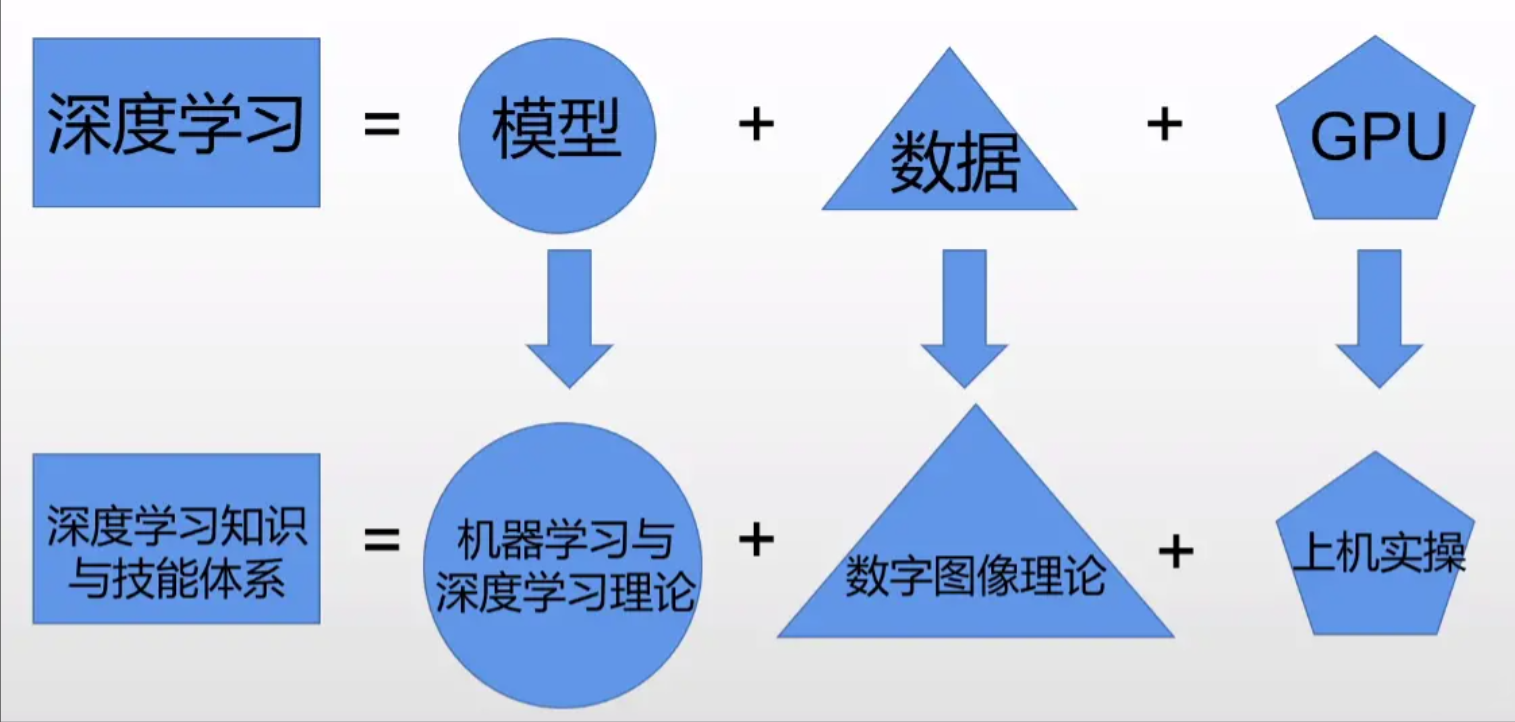 深度学习 = 模型 + 数据 + GPU
深度学习知识
与技能体系
=
机器学习与
深度学习理论
+
数字图像理论
+
上机实操